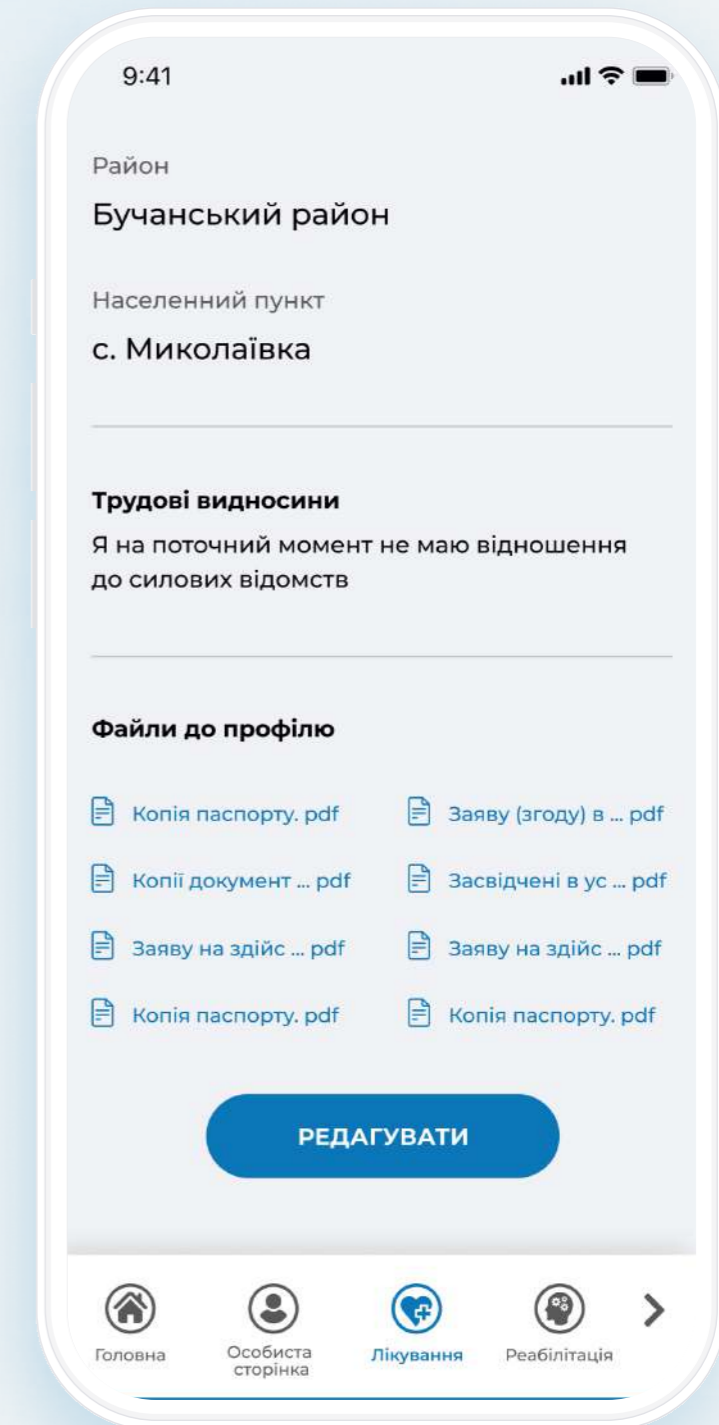 9:41
Район
Бучанський район
Населенний пункт
с. Миколаївка
Трудові видносини
Я на поточний момент не маю відношення
до силових відомств
Файли до профілю
Копія паспорту. pdf
Заяву (згоду) в ... pdf
Копії документ ... pdf
Засвідчені в ус ... pdf
Заяву на здійс ... pdf
Заяву на здійс ... pdf
Копія паспорту. pdf
Копія паспорту. pdf
РЕДАГУВАТИ
Головна
Особиста
сторінка
Лікування
Реабілітація